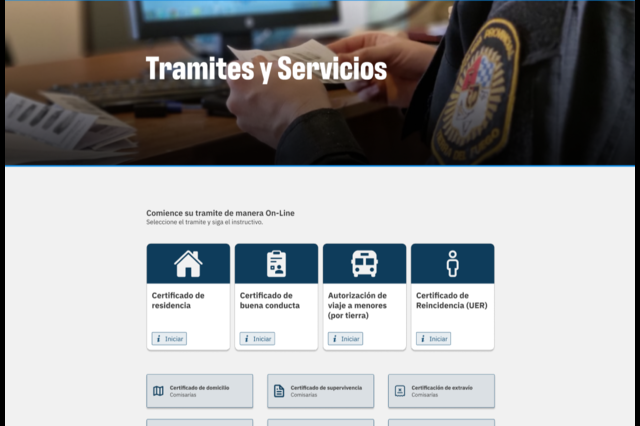 Tramites y Servicios
Comience su tramite de manera On-Line
Seleccione el tramite y siga el instructivo.
Certificado de
residencia
Iniciar
Certificado de
buena conducta
Iniciar
Autorización de
viaje a menores
(por tierra)
Iniciar
Certificado de
Reincidencia (UER)
Iniciar
Certificado de domicilio
Comisarías
Certificado de supervivencia
Comisarías
Certificación de extravío
Comisarías